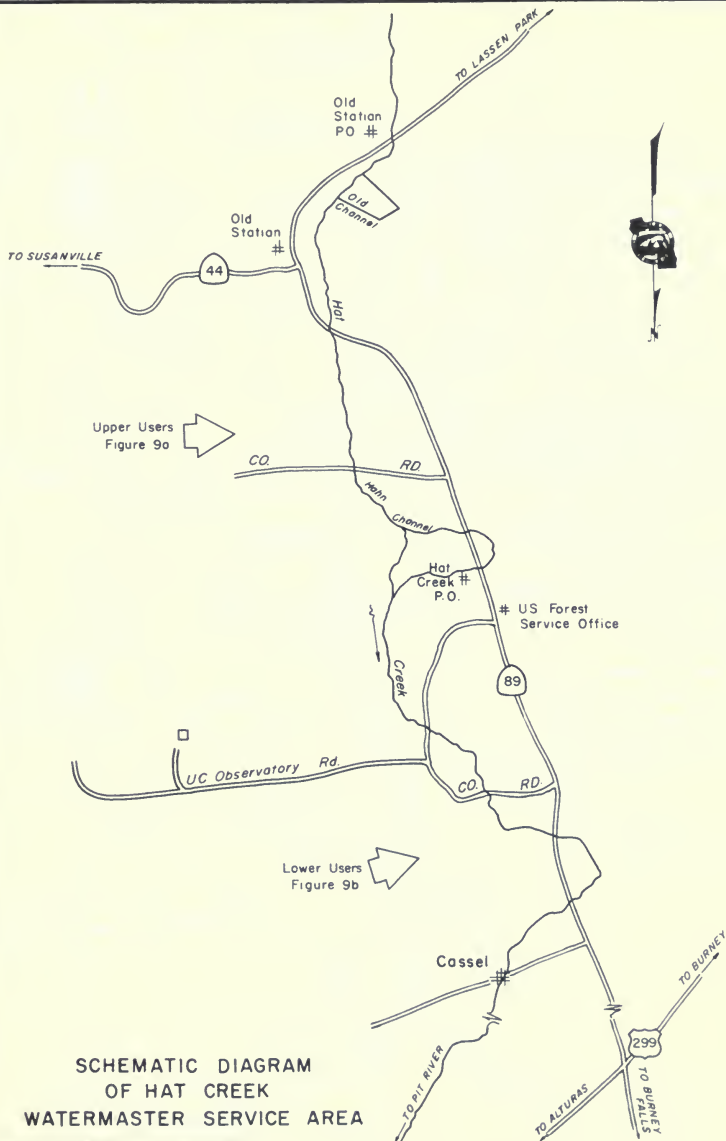 TO LASSEN PARK
Old
Station
PO
Old
Channel
Old
Station
TO SUSANVILLE
44
Hat
Upper Users
Figure 9a
CO. RD.
Hahn
Channel
Hat
Creek
P.O.
US Forest
Service Office
Creek
89
UC Observatory Rd.
CO. RD.
Lower Users
Figure 9b
Cassel
TO BURNEY
299
TO PIT RIVER
TO ALTURAS
TO BURNEY
FALLS
SCHEMATIC DIAGRAM
OF HAT CREEK
WATERMASTER SERVICE AREA